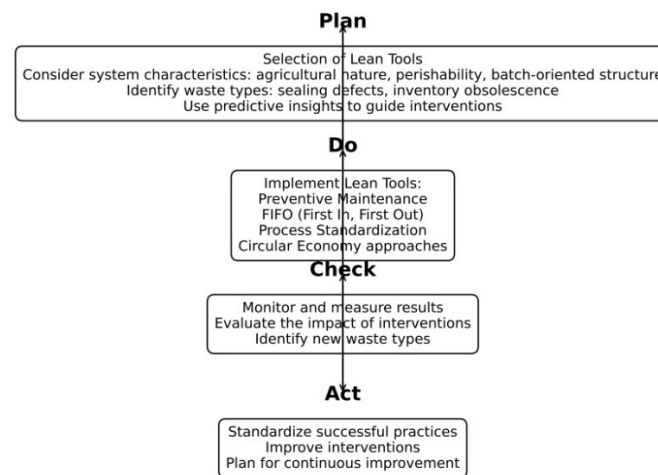 Plan
Selection of Lean Tools
Consider system characteristics: agricultural nature, perishability, batch-oriented structure
Identify waste types: sealing defects, inventory obsolescence
Use predictive insights to guide interventions
Do
Implement Lean Tools:
Preventive Maintenance
FIFO (First In, First Out)
Process Standardization
Circular Economy approaches
Check
Monitor and measure results
Evaluate the impact of interventions
Identify new waste types
Act
Standardize successful practices
Improve interventions
Plan for continuous improvement